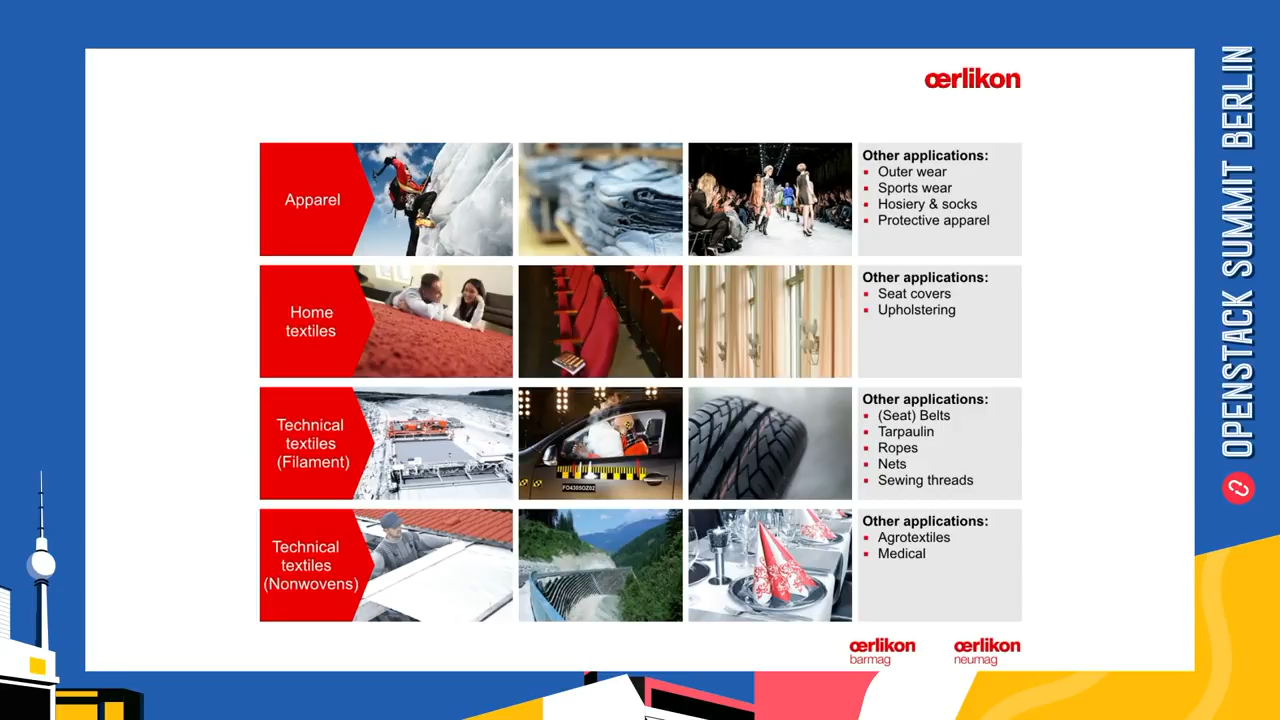 œrlikon
Apparel
Other applications:
Outer wear
Sports wear
Hosiery & socks
Protective apparel
Home
textiles
Other applications:
Seat covers
Upholstering
Technical
textiles
(Filament)
FO4305OZ02
Other applications:
(Seat) Belts
Tarpaulin
Ropes
Nets
Sewing threads
Technical
textiles
(Nonwovens)
Other applications:
Agrotextiles
Medical
œrlikon
barmag
œrlikon
neumag
OPENSTACK SUMMIT BERLIN